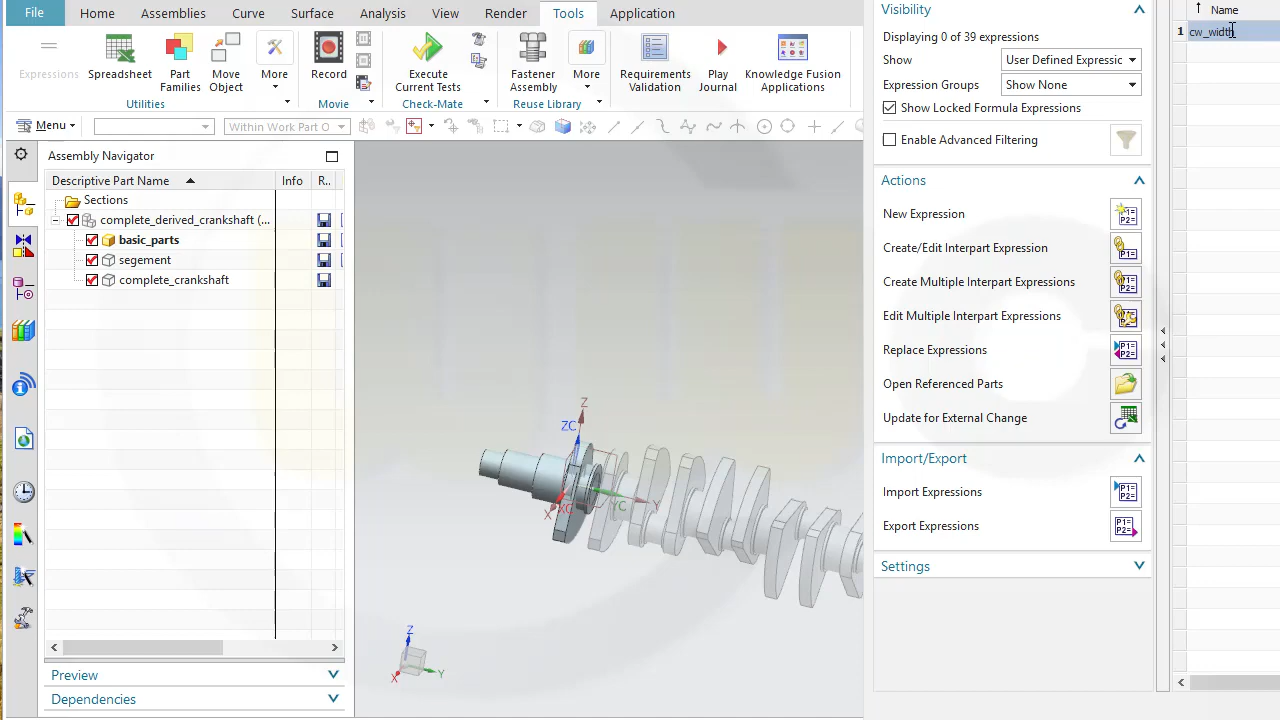 File Home Assemblies Curve Surface Analysis View Render Tools Application
Expressions Spreadsheet Part Families Move Object More Record Execute Current Tests Fastener Assembly More Requirements Validation Play Journal Knowledge Fusion Applications
Utilities Movie Check-Mate Reuse Library
Menu Within Work Part O
Assembly Navigator
Descriptive Part Name Info R..
Sections
complete_derived_crankshaft (...
basic_parts
segement
complete_crankshaft
Preview
Dependencies
Z
ZC
X
XC
YC
Y
Z
X
Y
Visibility
Displaying 0 of 39 expressions
Show User Defined Expressic
Expression Groups Show None
Show Locked Formula Expressions
Enable Advanced Filtering
Actions
New Expression
Create/Edit Interpart Expression
Create Multiple Interpart Expressions
Edit Multiple Interpart Expressions
Replace Expressions
Open Referenced Parts
Update for External Change
Import/Export
Import Expressions
Export Expressions
Settings
Name
1 cw_width